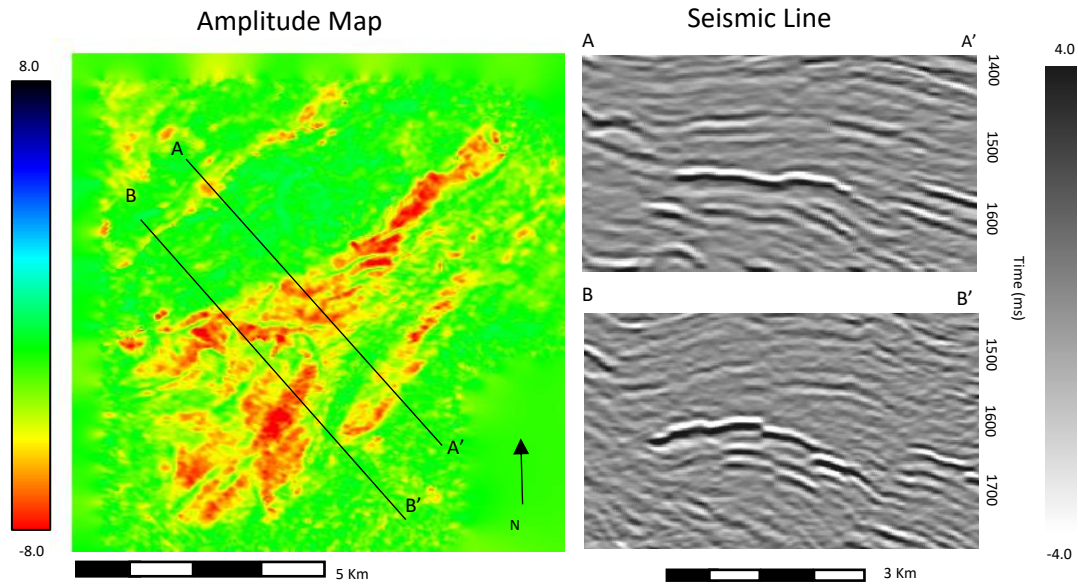 Amplitude Map
8.0
-8.0
A
B
A'
B'
N
5 Km
Seismic Line
A
A'
1400
1500
1600
B
B'
1500
1600
1700
Time (ms)
3 Km
4.0
-4.0